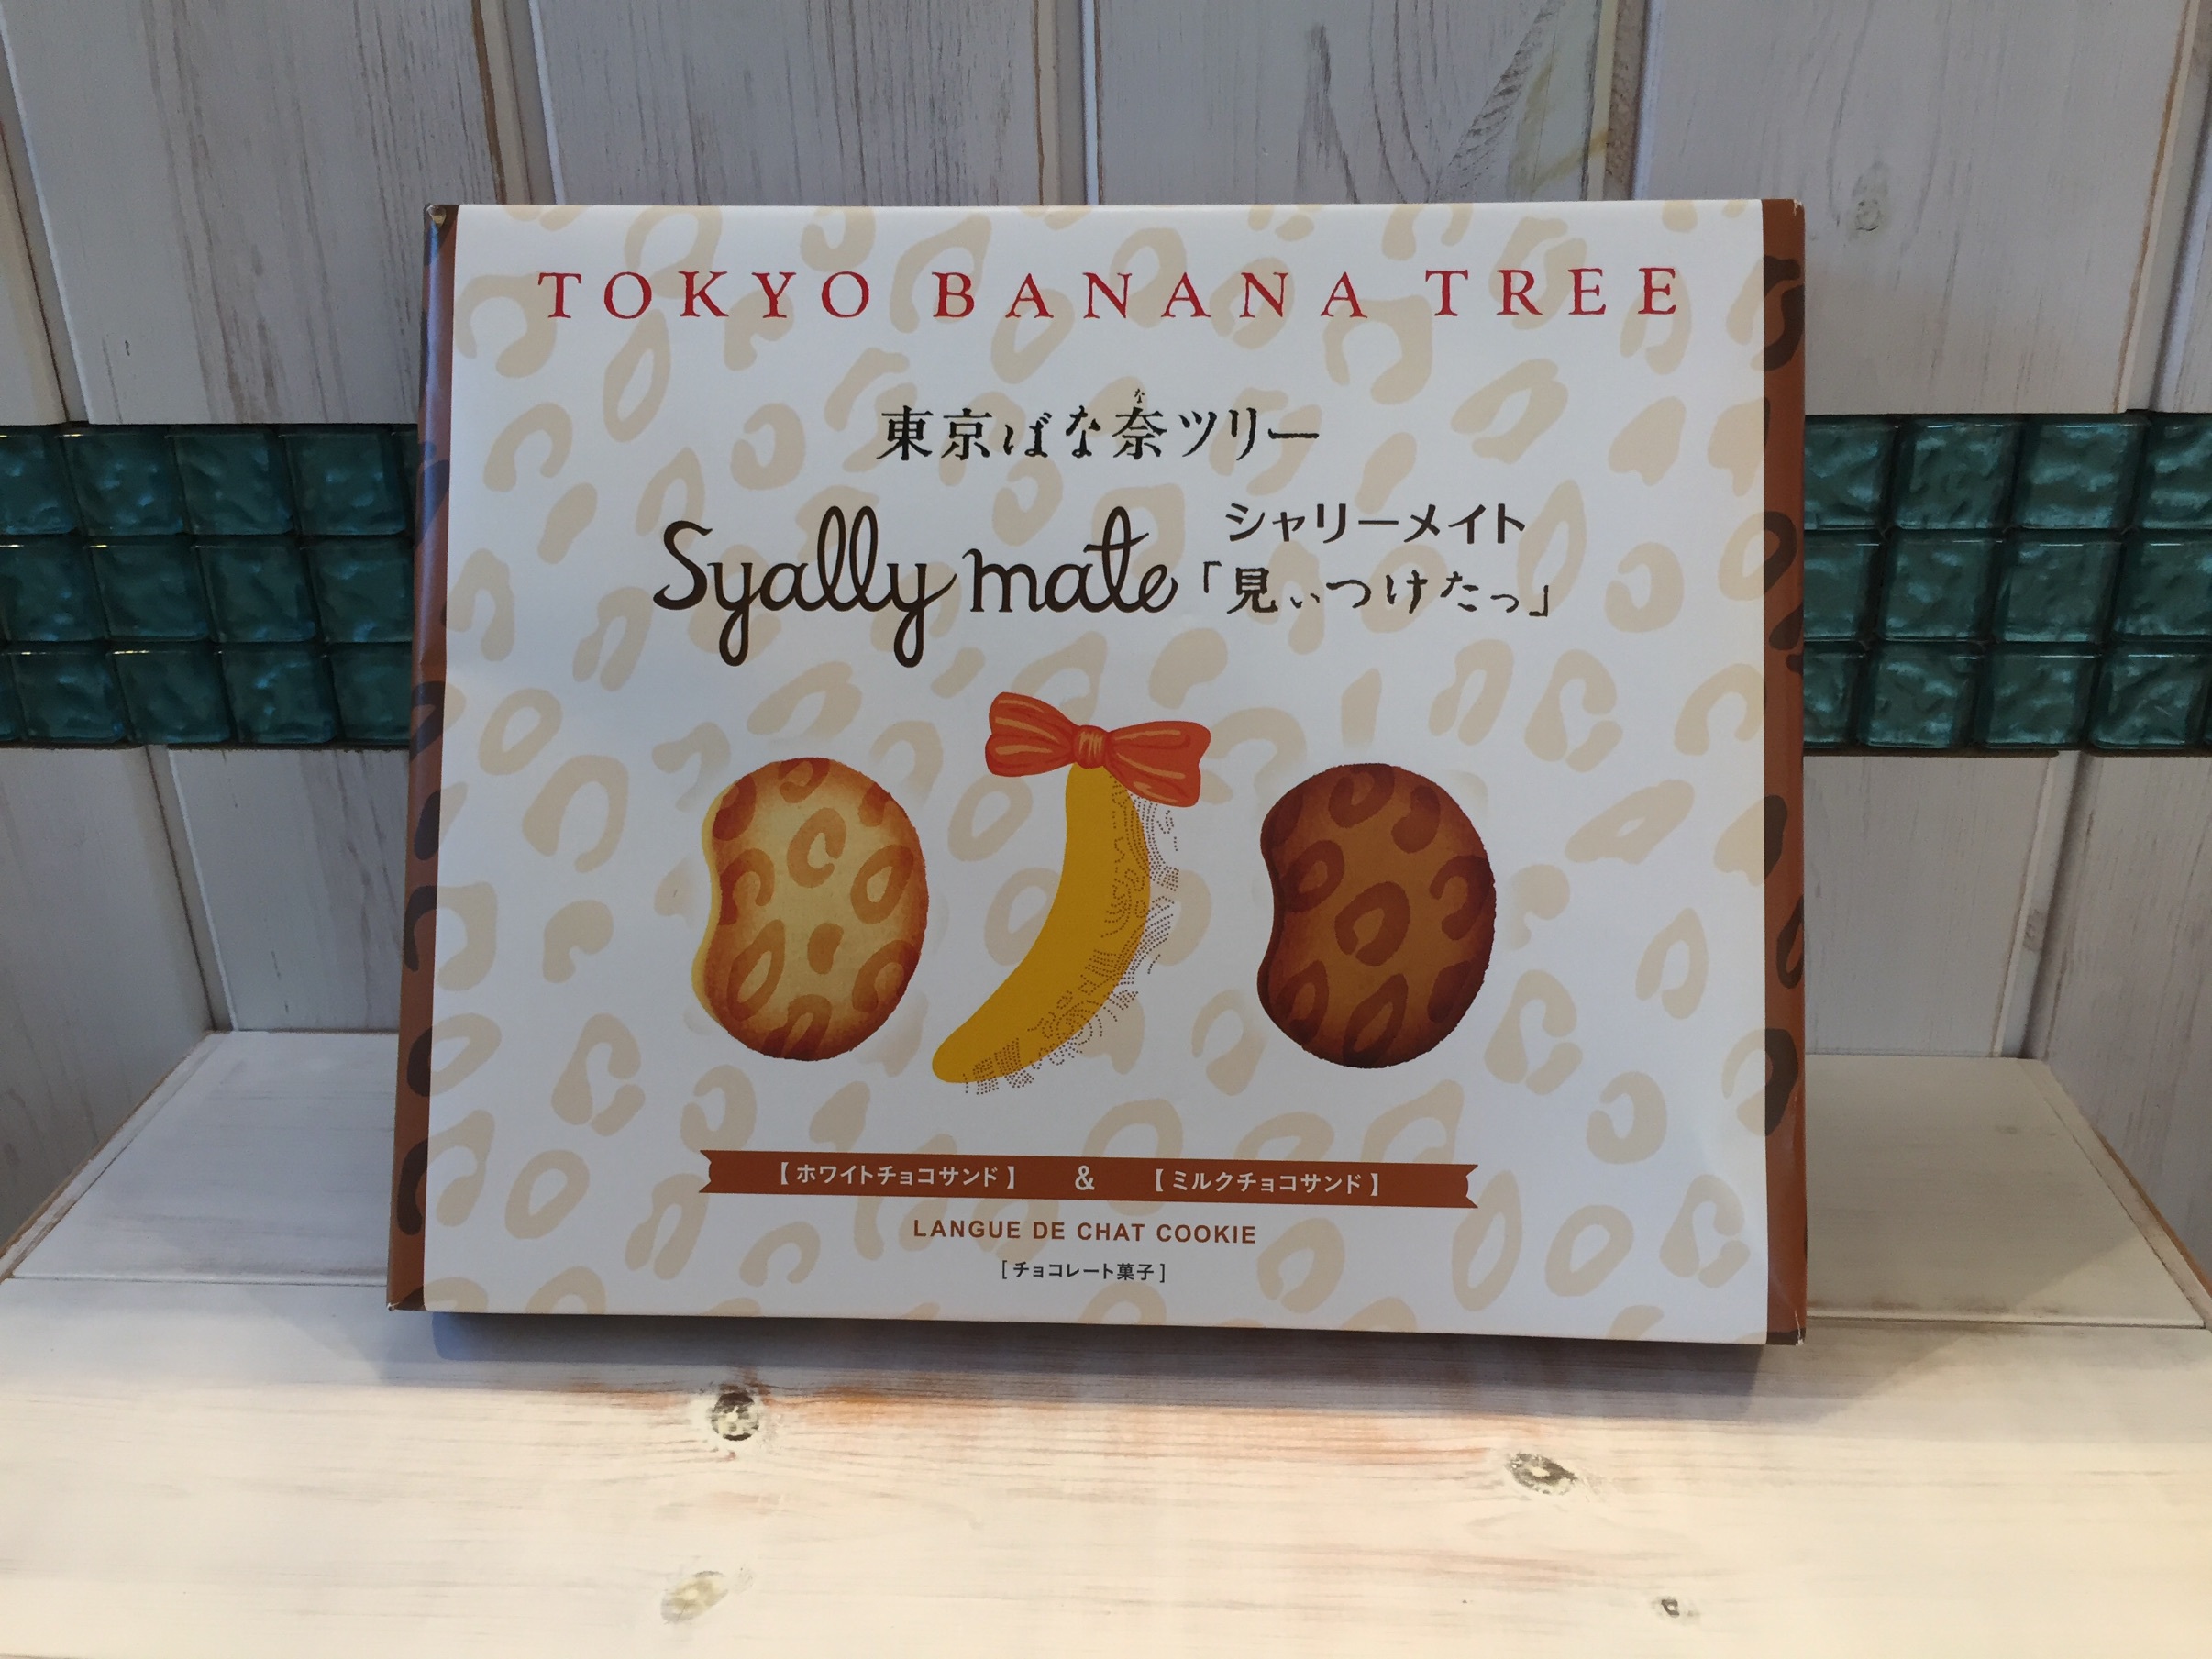 TOKYO BANANA TREE
な
東京ばな奈ツリー
Syally mate
シャリーメイト
「見ぃつけたっ」
【ホワイトチョコサンド】 & 【ミルクチョコサンド】
LANGUE DE CHAT COOKIE
[チョコレート菓子]